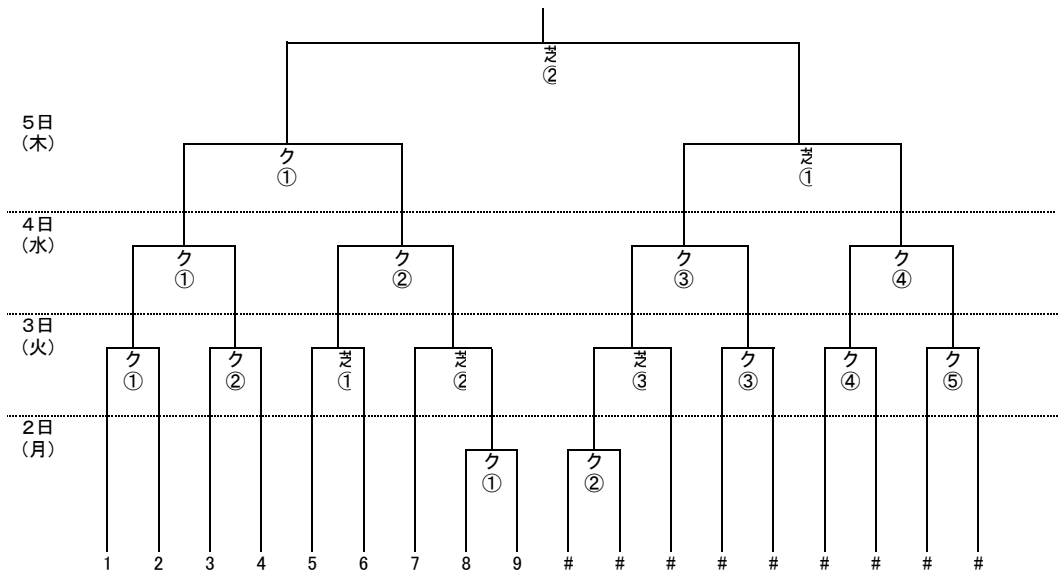 芝
②
5日
(木)
ク
①
芝
①
4日
(水)
ク
①
ク
②
ク
③
ク
④
3日
(火)
ク
①
ク
②
芝
①
芝
②
芝
③
ク
③
ク
④
ク
⑤
2日
(月)
ク
①
ク
②
1 2 3 4 5 6 7 8 9 # # # # # # # # #